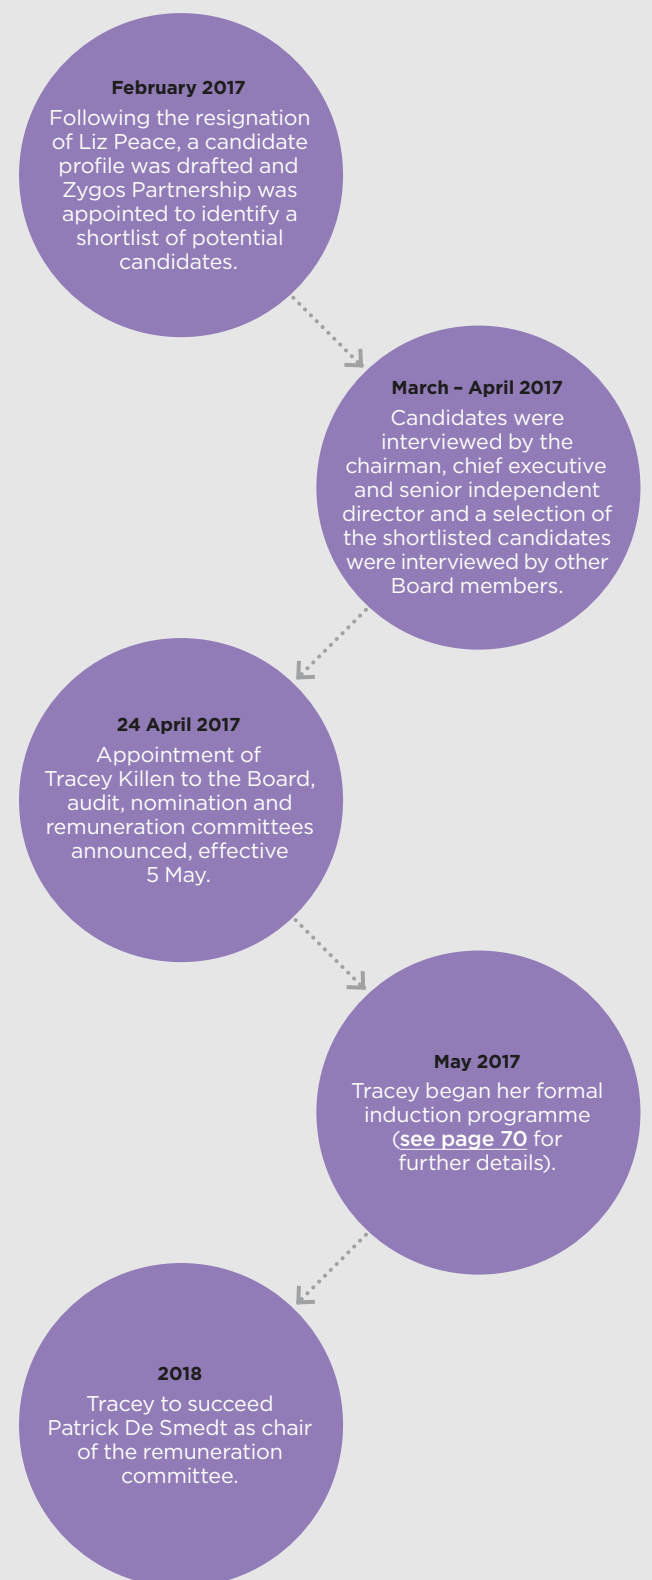 February 2017
Following the resignation
of Liz Peace, a candidate
profile was drafted and
Zygos Partnership was
appointed to identify a
shortlist of potential
candidates.
March – April 2017
Candidates were
interviewed by the
chairman, chief executive
and senior independent
director and a selection of
the shortlisted candidates
were interviewed by other
Board members.
24 April 2017
Appointment of
Tracey Killen to the Board,
audit, nomination and
remuneration committees
announced, effective
5 May.
May 2017
Tracey began her formal
induction programme
(see page 70 for
further details).
2018
Tracey to succeed
Patrick De Smedt as chair
of the remuneration
committee.